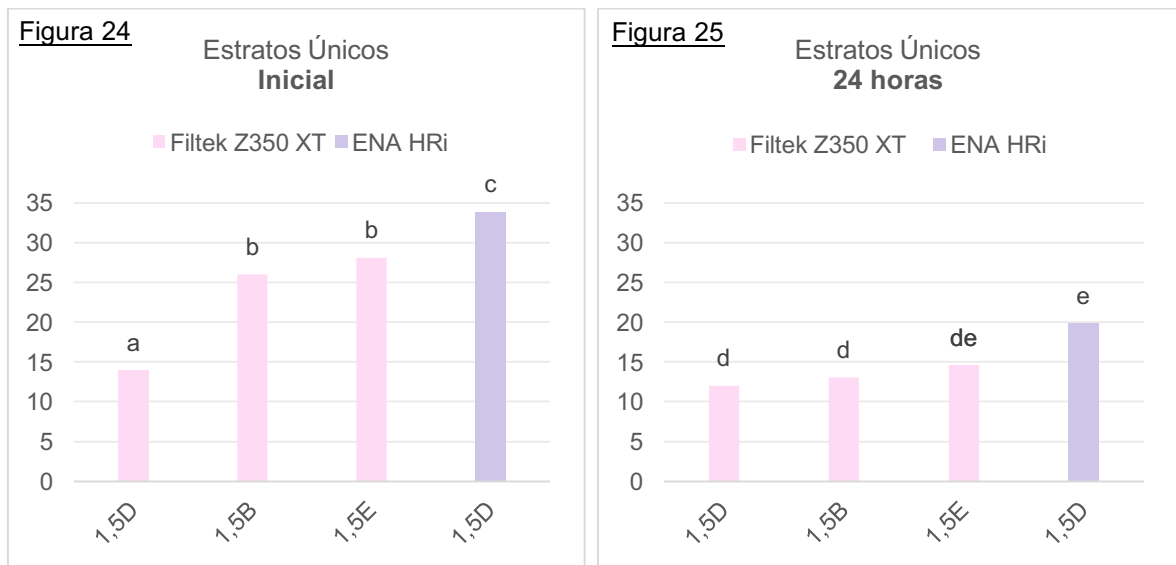 Figura 24
Estratos Únicos
Inicial
Filtek Z350 XT ENA HRi
35
30
25
20
15
10
5
0
a
b
b
c
1,5D
1,5B
1,5E
1,5D
Figura 25
Estratos Únicos
24 horas
Filtek Z350 XT ENA HRi
35
30
25
20
15
10
5
0
d
d
de
e
1,5D
1,5B
1,5E
1,5D